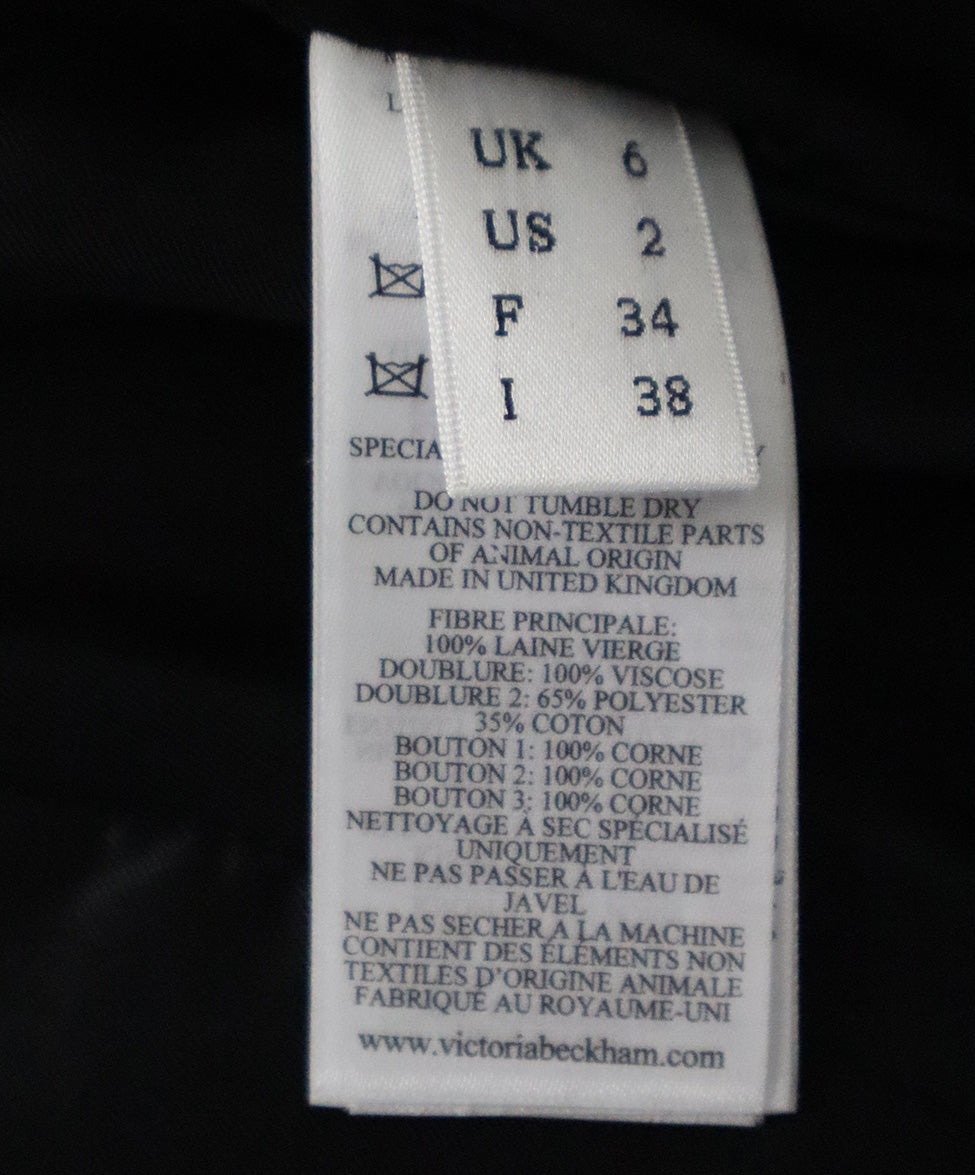 UK 6
US 2
F 34
I 38
SPECIA
DO NOT TUMBLE DRY
CONTAINS NON-TEXTILE PARTS
OF ANIMAL ORIGIN
MADE IN UNITED KINGDOM
FIBRE PRINCIPALE:
100% LAINE VIERGE
DOUBLURE: 100% VISCOSE
DOUBLURE 2: 65% POLYESTER
35% COTON
BOUTON 1: 100% CORNE
BOUTON 2: 100% CORNE
BOUTON 3: 100% CORNE
NETTOYAGE À SEC SPÉCIALISÉ
UNIQUEMENT
NE PAS PASSER À L'EAU DE
JAVEL
NE PAS SECHER À LA MACHINE
CONTIENT DES ÉLÉMENTS NON
TEXTILES D'ORIGINE ANIMALE
FABRIQUÉ AU ROYAUME-UNI
www.victoriabeckham.com